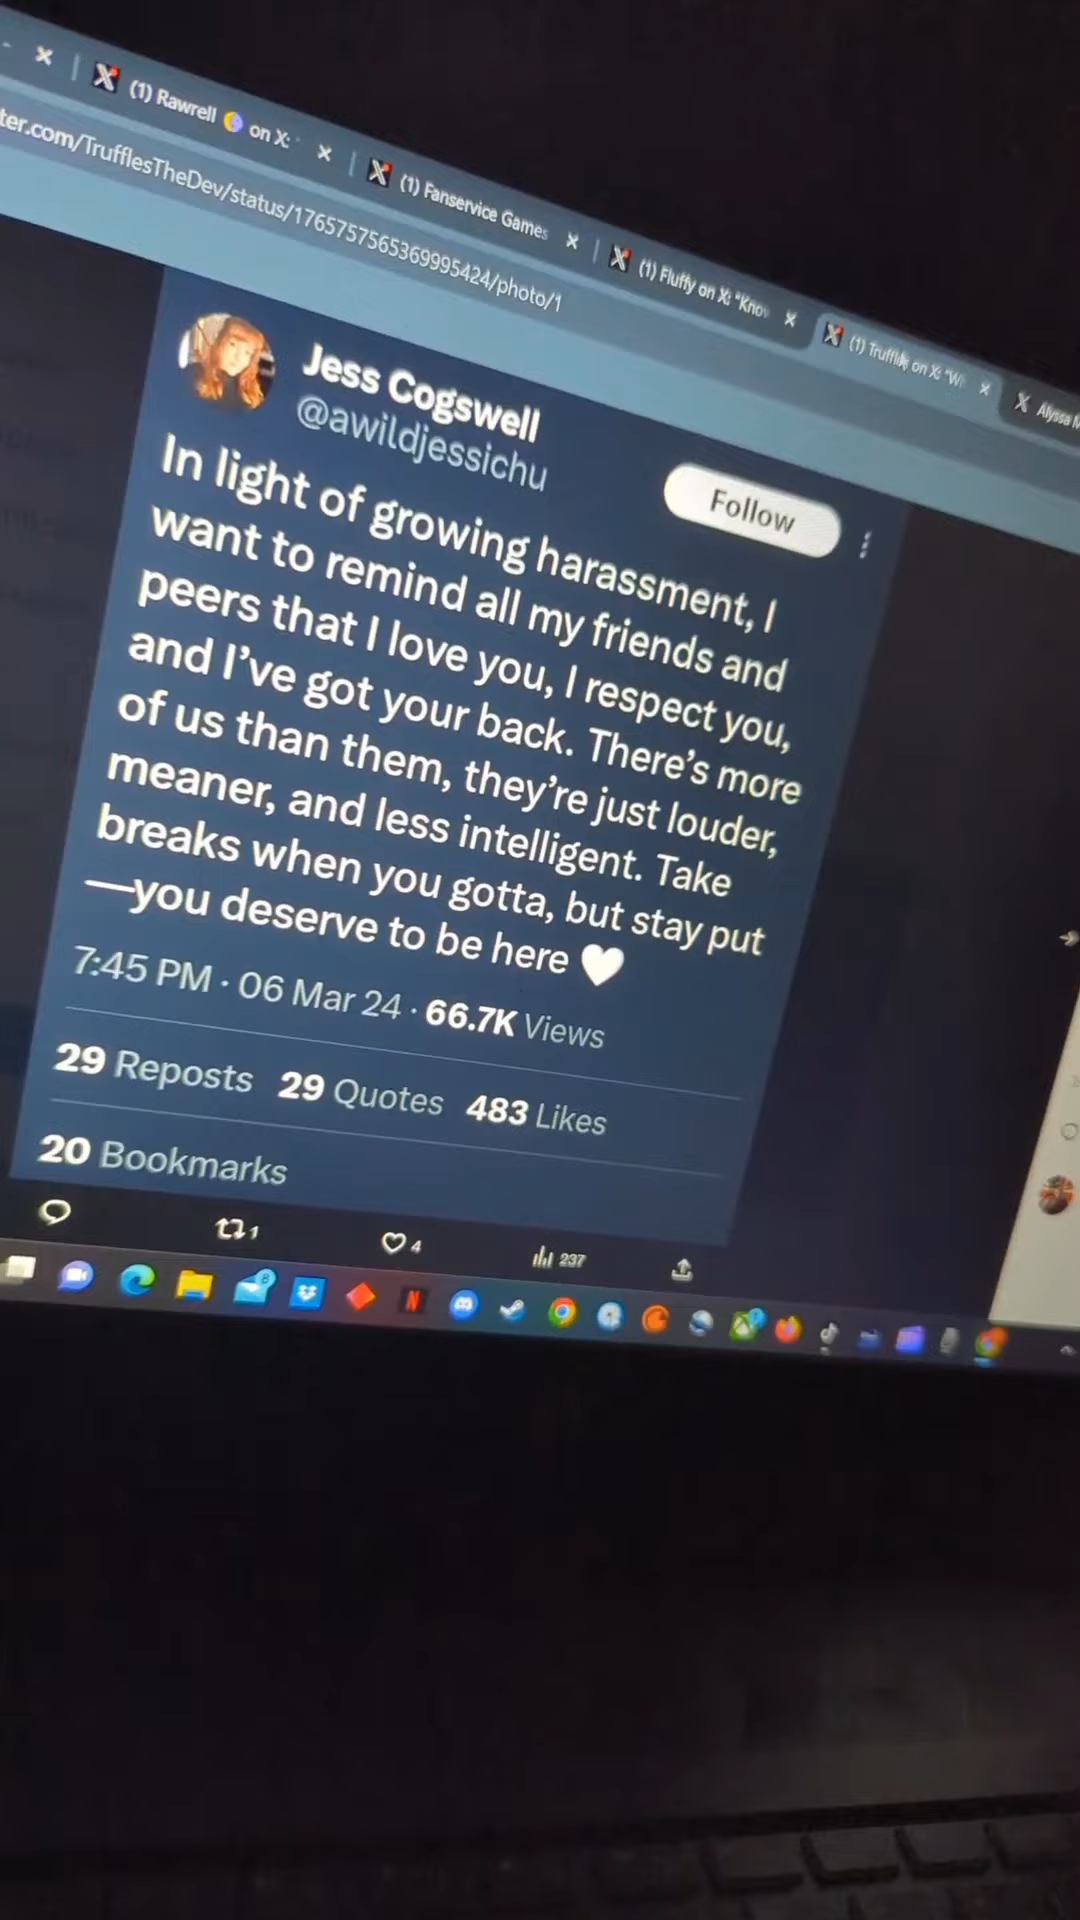 (1) Rawrell on X:
(1) Fanservice Games
(1) Fluffy on X: "Kno
(1) Truffles on X: "W
Alyssa M
ter.com/TrufflesTheDev/status/1765757565369995424/photo/1
Jess Cogswell
@awildjessichu
Follow
In light of growing harassment, I
want to remind all my friends and
peers that I love you, I respect you,
and I've got your back. There's more
of us than them, they're just louder,
meaner, and less intelligent. Take
breaks when you gotta, but stay put
—you deserve to be here 🤍
7:45 PM · 06 Mar 24 · 66.7K Views
29 Reposts 29 Quotes 483 Likes
20 Bookmarks
1 4 237